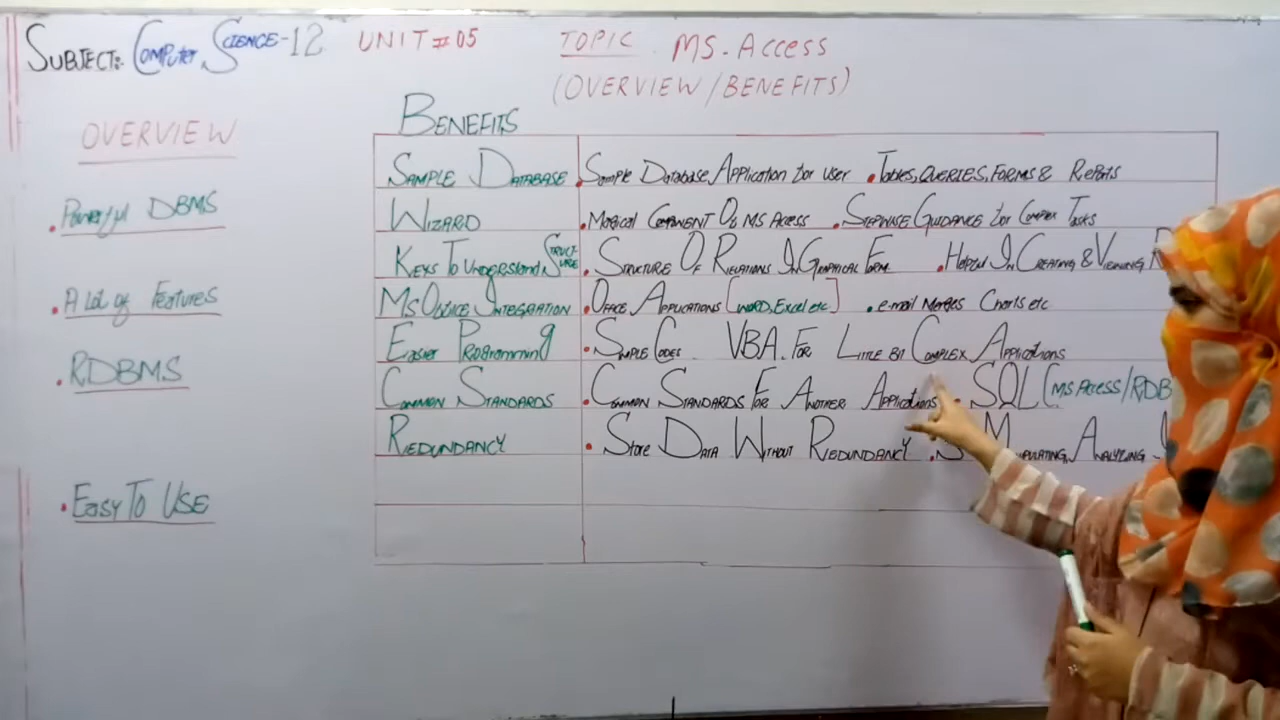 SUBJECT: COMPUTER SCIENCE-12 UNIT # 05 TOPIC MS-ACCESS
(OVERVIEW/BENEFITS)
OVERVIEW
. Powerful DBMS
. A Lot of Features
. RDBMS
. Easy To Use
BENEFITS
SAMPLE DATABASE . Sample Database Application for User . Tables, QUERIES, FORMS & Reports
WIZARD . Magical Component Of MS Access . STEPWISE GUIDANCE for Complex Tasks
KEYS TO UNDERSTAND STRUCTURE . STRUCTURE OF RELATIONS IN GRAPHICAL FORM . HELPFUL IN CREATING & VIEWING R
MS OFFICE INTEGRATION . OFFICE APPLICATIONS [WORD, Excel etc] . e-mail Merges Charts etc
Easier PROGramming . SIMPLE CODES VBA FOR LITTLE BIT COMPLEX APPLICATIONS
COMMON STANDARDS . COMMON STANDARDS FOR ANOTHER APPLICATIONS . SQL (MS ACCESS/RDB
REDUNDANCY . STORE DATA WITHOUT REDUNDANCY . ANALYZING